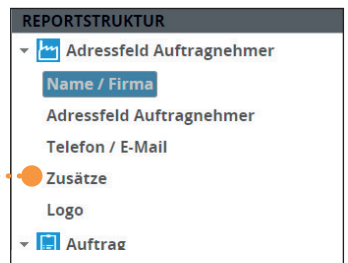 REPORTSTRUKTUR
Adressfeld Auftragnehmer
Name / Firma
Adressfeld Auftragnehmer
Telefon / E-Mail
Zusätze
Logo
Auftrag